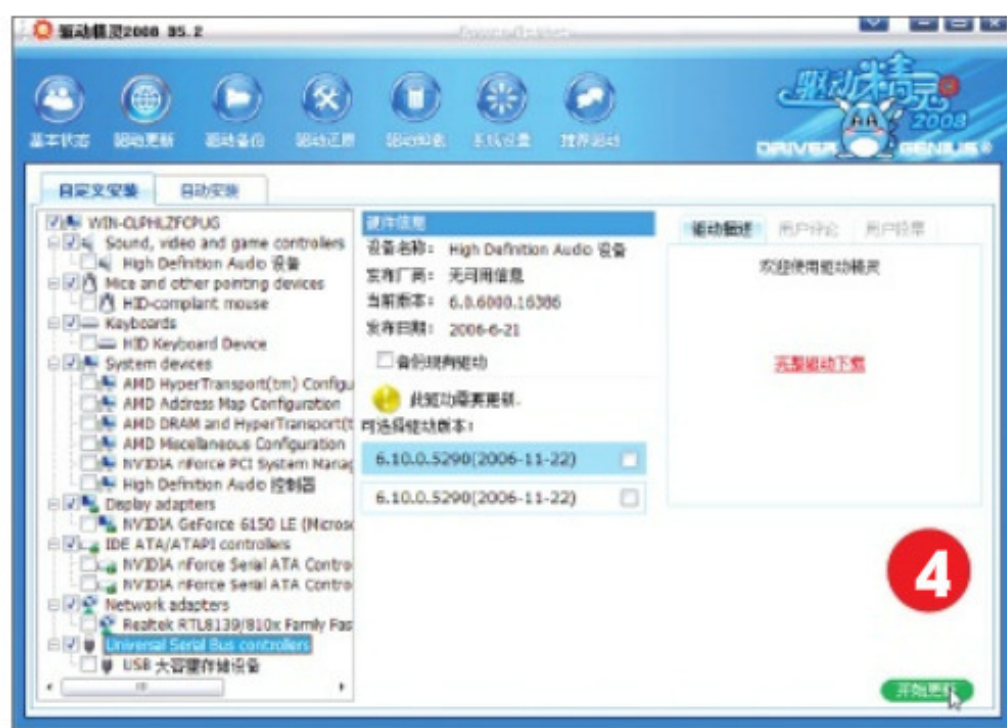 驱动精灵2008 B5.2
基本状态 驱动更新 驱动备份 驱动还原 系统设置 推荐驱动
驱动精灵
2008
DRIVER GENIUS
自定义安装 自动安装
WIN-CLPHLZFCPUG
Sound, video and game controllers
High Definition Audio 设备
Mice and other pointing devices
HID-compliant mouse
Keyboards
HID Keyboard Device
System devices
AMD HyperTransport(tm) Configu
AMD Address Map Configuration
AMD DRAM and HyperTransport(t
AMD Miscellaneous Configuration
NVIDIA nForce PCI System Manag
High Definition Audio 控制器
Display adapters
NVIDIA GeForce 6150 LE (Microso
IDE ATA/ATAPI controllers
NVIDIA nForce Serial ATA Contro
NVIDIA nForce Serial ATA Contro
Network adapters
Realtek RTL8139/810x Family Fas
Universal Serial Bus controllers
USB 大容量存储设备
硬件信息
设备名称: High Definition Audio 设备
发布厂商: 无可用信息
当前版本: 6.0.6000.16386
发布日期: 2006-6-21
备份现有驱动
此驱动需要更新.
可选择驱动版本:
6.10.0.5290(2006-11-22)
6.10.0.5290(2006-11-22)
驱动描述 用户评论 用户投票
欢迎使用驱动精灵
完整驱动下载
4
开始更新